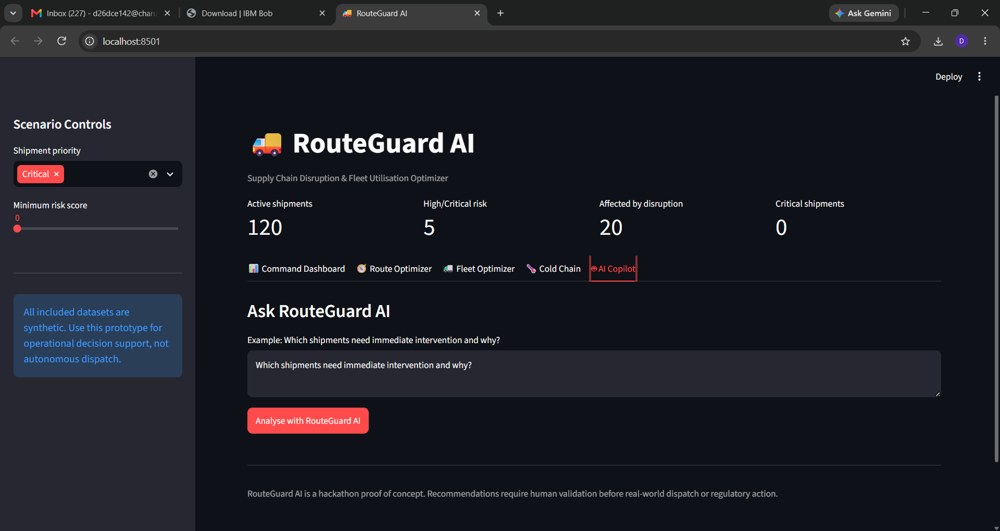 Inbox (227) - d26dce142@charu
Download | IBM Bob
RouteGuard AI
Ask Gemini
localhost:8501
D
Deploy
Scenario Controls
Shipment priority
Critical
Minimum risk score
0
All included datasets are
synthetic. Use this prototype for
operational decision support, not
autonomous dispatch.
RouteGuard AI
Supply Chain Disruption & Fleet Utilisation Optimizer
Active shipments
120
High/Critical risk
5
Affected by disruption
20
Critical shipments
0
Command Dashboard
Route Optimizer
Fleet Optimizer
Cold Chain
AI Copilot
Ask RouteGuard AI
Example: Which shipments need immediate intervention and why?
Which shipments need immediate intervention and why?
Analyse with RouteGuard AI
RouteGuard AI is a hackathon proof of concept. Recommendations require human validation before real-world dispatch or regulatory action.